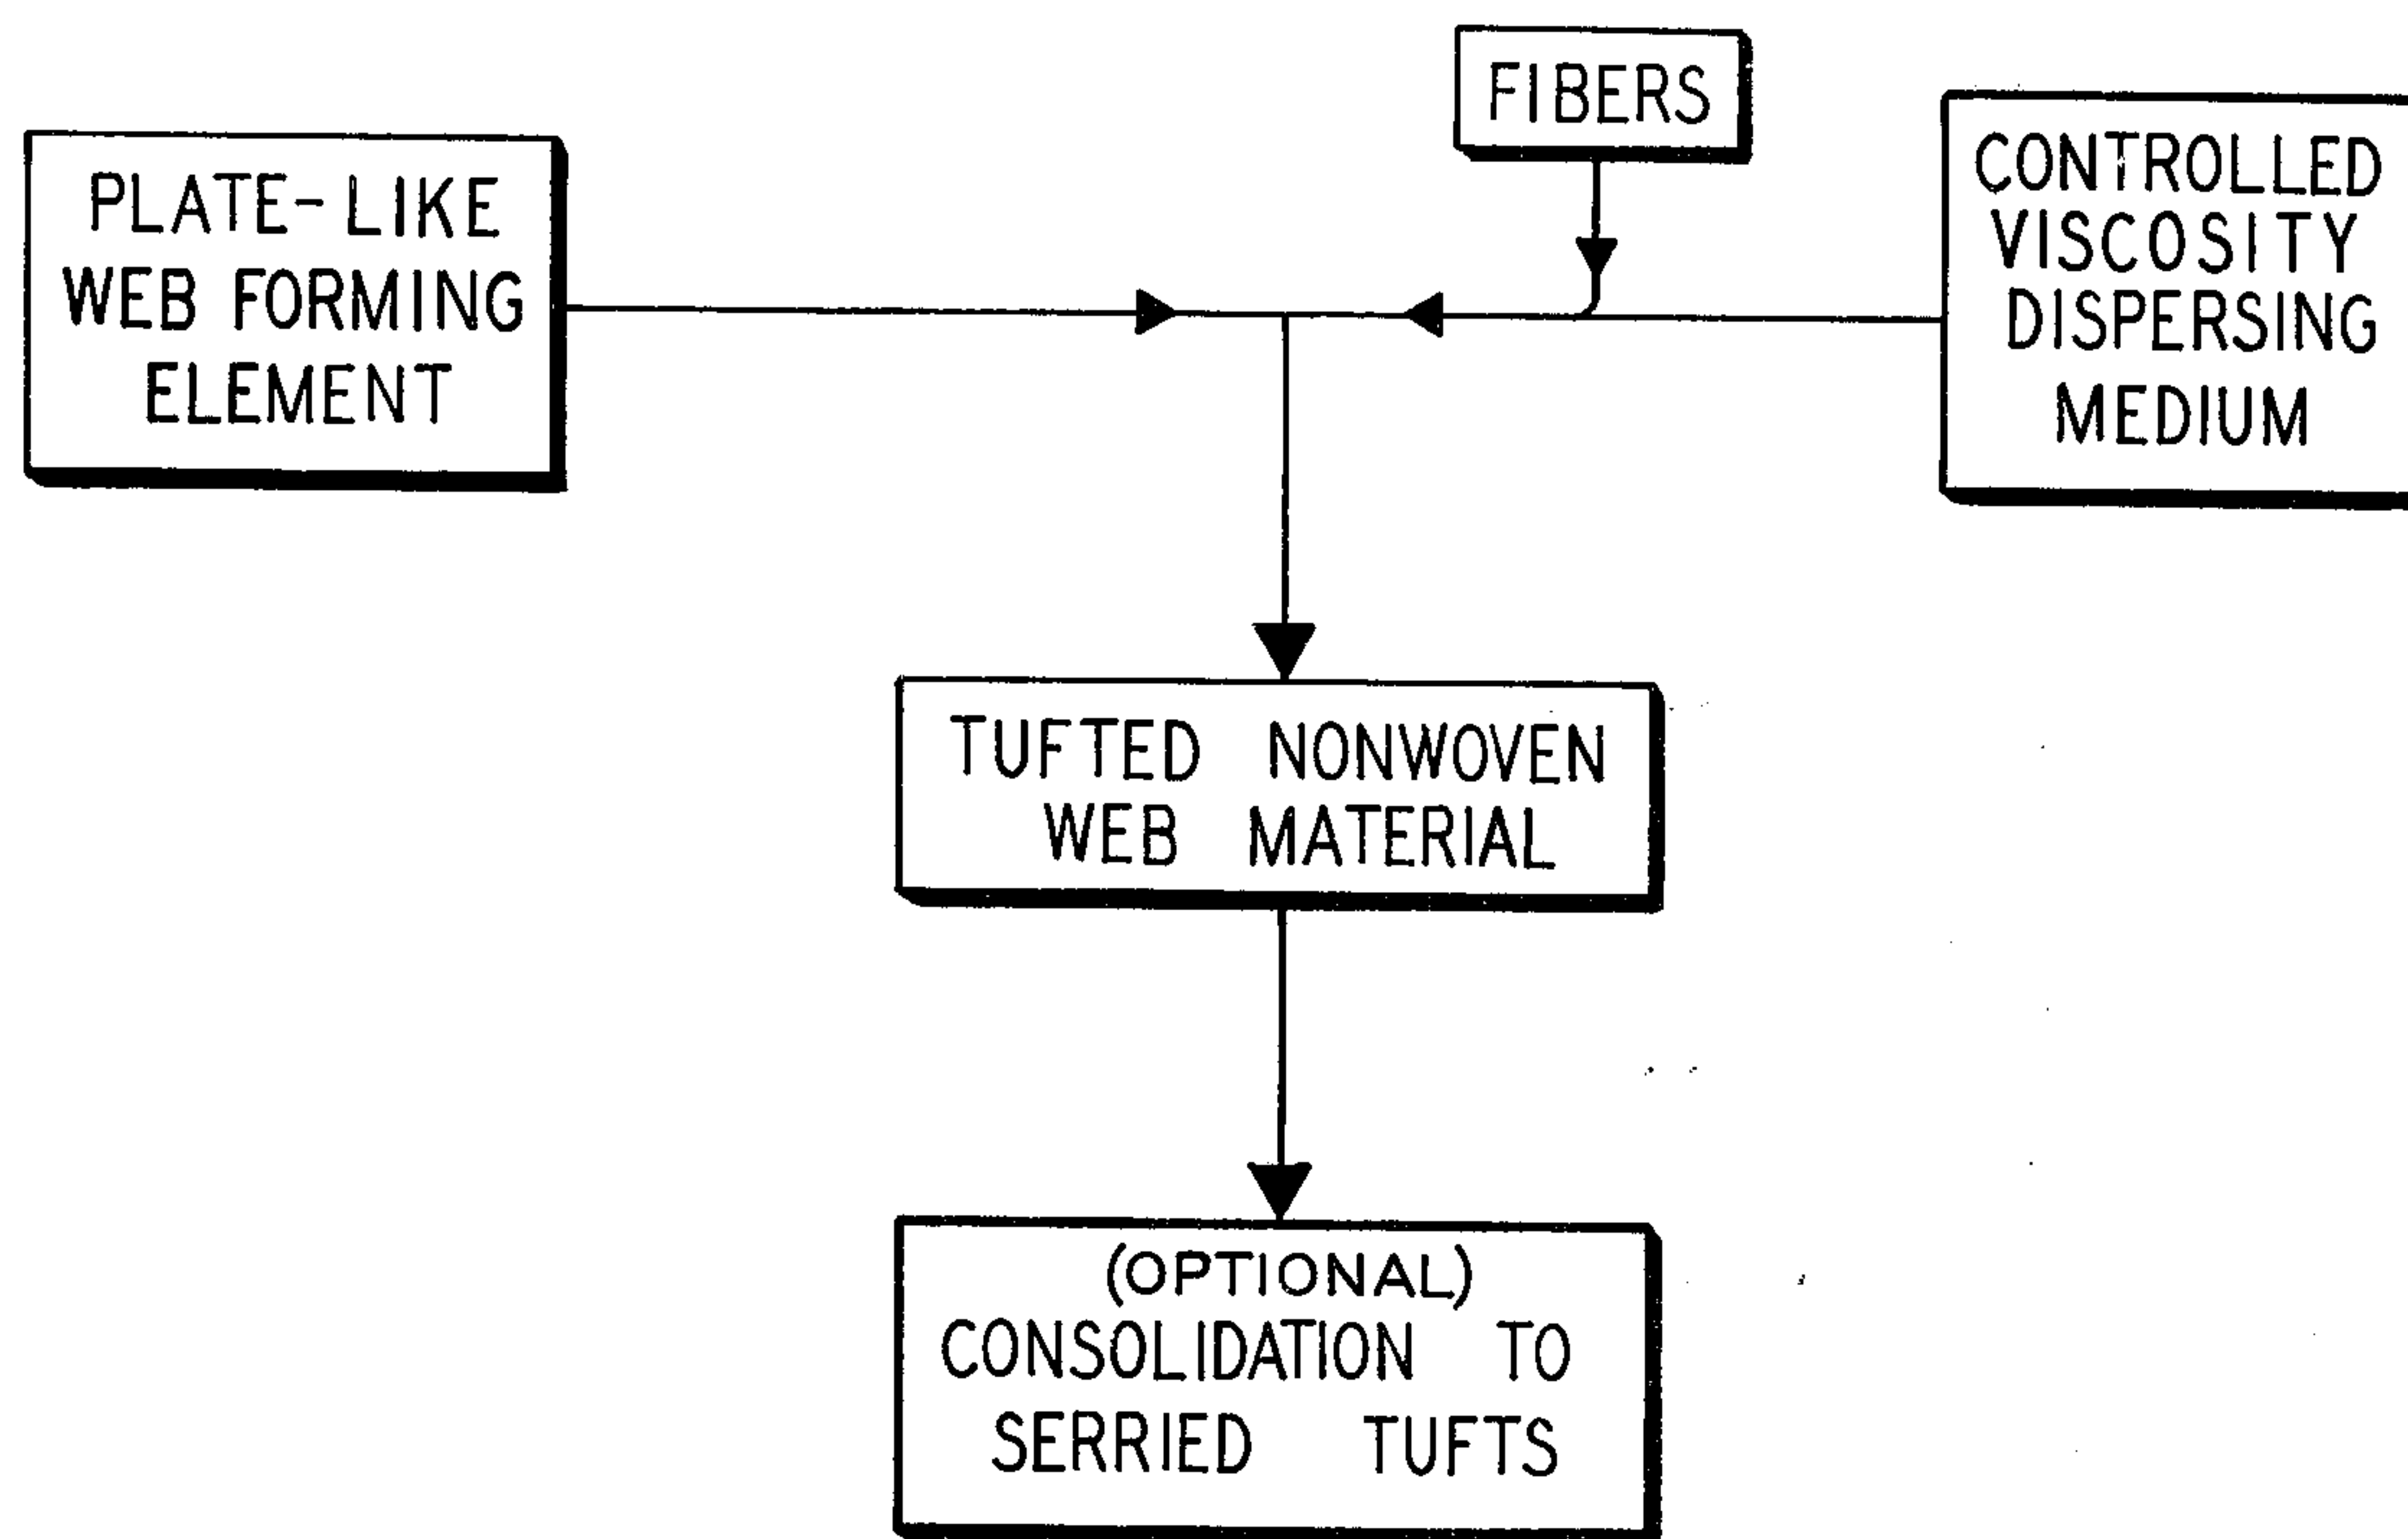 FIBERS
PLATE-LIKE
WEB FORMING
ELEMENT
CONTROLLED
VISCOSITY
DISPERSING
MEDIUM
TUFTED NONWOVEN
WEB MATERIAL
(OPTIONAL)
CONSOLIDATION TO
SERRIED TUFTS